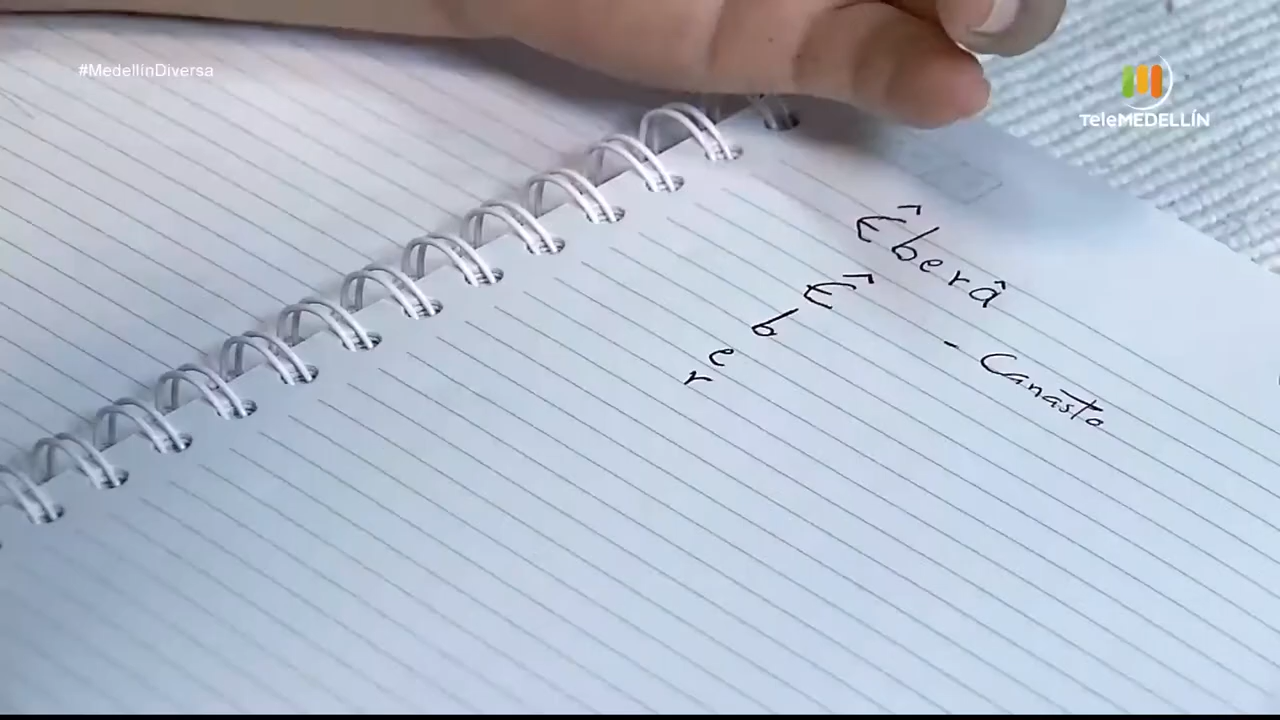 #MedellínDiversa
TeleMEDELLÍN
Êberâ
Ê - Canasto
b
e
r